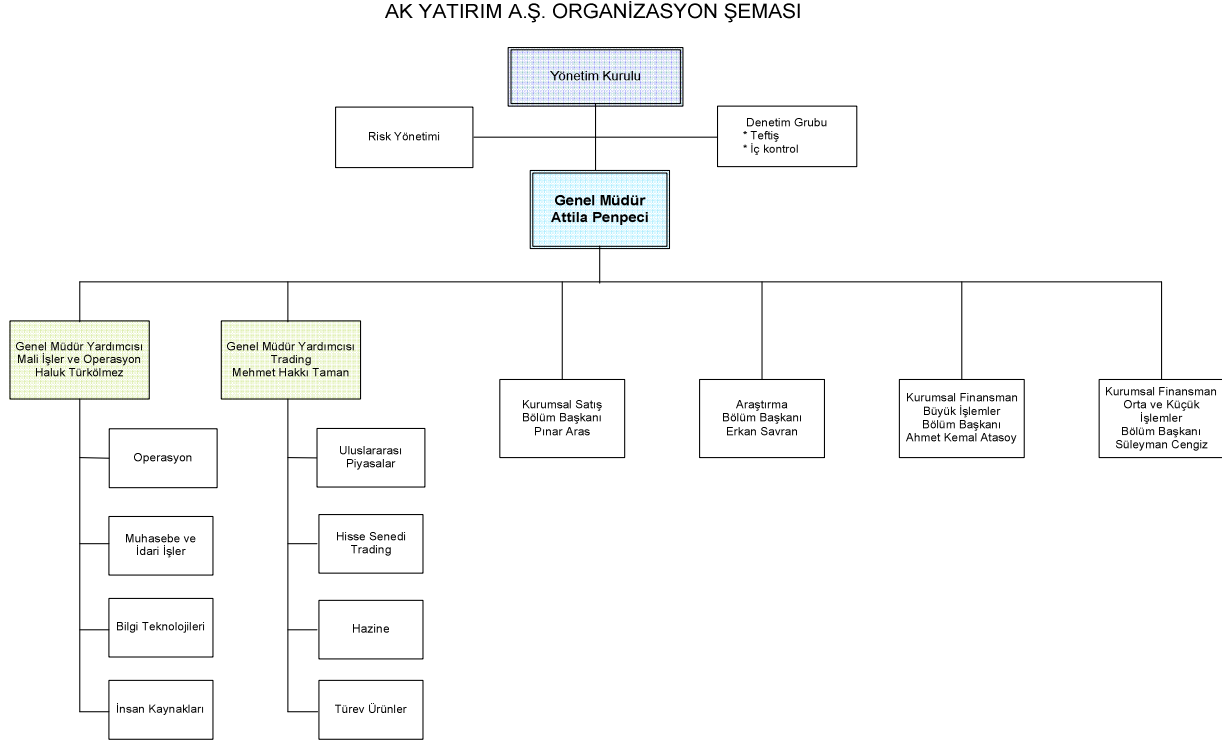 AK YATIRIM A.Ş. ORGANİZASYON ŞEMASI
Yönetim Kurulu
Risk Yönetimi
Denetim Grubu
* Teftiş
* İç kontrol
Genel Müdür
Attila Penpeci
Genel Müdür Yardımcısı
Mali İşler ve Operasyon
Haluk Türkölmez
Genel Müdür Yardımcısı
Trading
Mehmet Hakkı Taman
Kurumsal Satış
Bölüm Başkanı
Pınar Aras
Araştırma
Bölüm Başkanı
Erkan Savran
Kurumsal Finansman
Büyük İşlemler
Bölüm Başkanı
Ahmet Kemal Atasoy
Kurumsal Finansman
Orta ve Küçük
İşlemler
Bölüm Başkanı
Süleyman Cengiz
Operasyon
Muhasebe ve
İdari İşler
Bilgi Teknolojileri
İnsan Kaynakları
Uluslararası
Piyasalar
Hisse Senedi
Trading
Hazine
Türev Ürünler